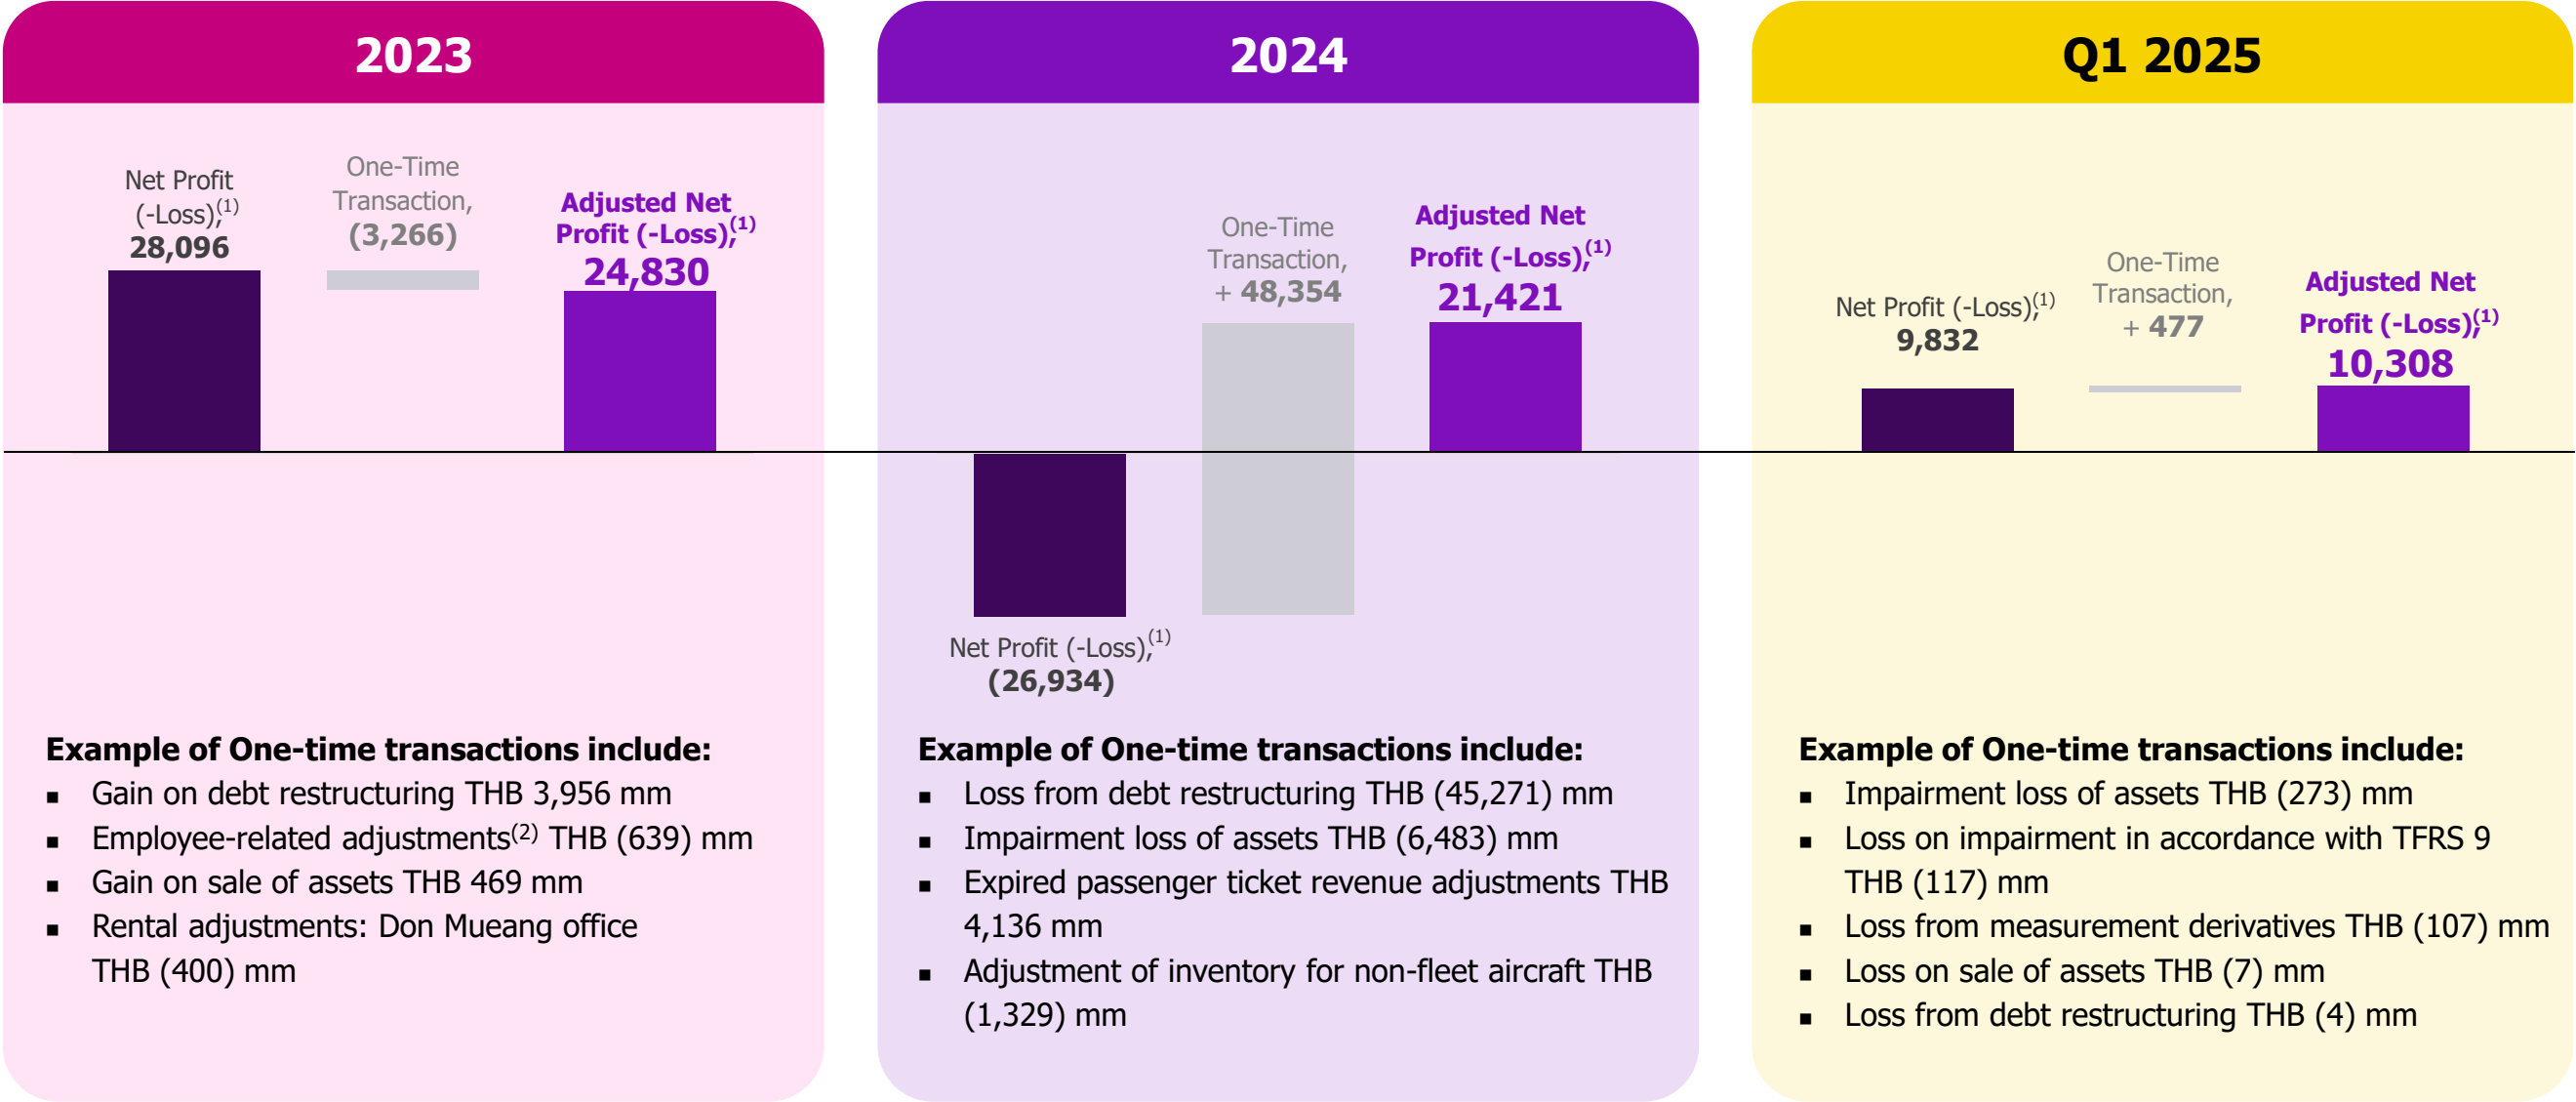 2023
Net Profit
(-Loss),(1)
28,096
One-Time
Transaction,
(3,266)
Adjusted Net
Profit (-Loss),(1)
24,830
Example of One-time transactions include:
▪ Gain on debt restructuring THB 3,956 mm
▪ Employee-related adjustments(2) THB (639) mm
▪ Gain on sale of assets THB 469 mm
▪ Rental adjustments: Don Mueang office
THB (400) mm
2024
Net Profit (-Loss),(1)
(26,934)
One-Time
Transaction,
+ 48,354
Adjusted Net
Profit (-Loss),(1)
21,421
Example of One-time transactions include:
▪ Loss from debt restructuring THB (45,271) mm
▪ Impairment loss of assets THB (6,483) mm
▪ Expired passenger ticket revenue adjustments THB
4,136 mm
▪ Adjustment of inventory for non-fleet aircraft THB
(1,329) mm
Q1 2025
Net Profit (-Loss),(1)
9,832
One-Time
Transaction,
+ 477
Adjusted Net
Profit (-Loss),(1)
10,308
Example of One-time transactions include:
▪ Impairment loss of assets THB (273) mm
▪ Loss on impairment in accordance with TFRS 9
THB (117) mm
▪ Loss from measurement derivatives THB (107) mm
▪ Loss on sale of assets THB (7) mm
▪ Loss from debt restructuring THB (4) mm